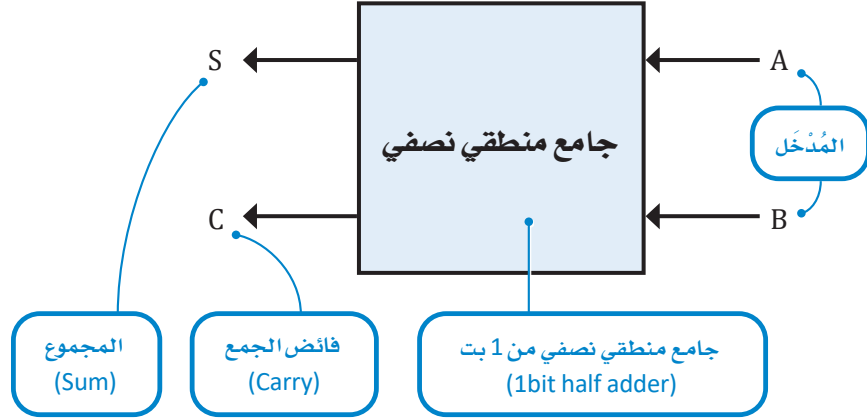 A
S
المُدْخَل
جامع منطقي نصفي
B
C
جامع منطقي نصفي من 1 بت
(1bit half adder)
فائض الجمع
(Carry)
المجموع
(Sum)